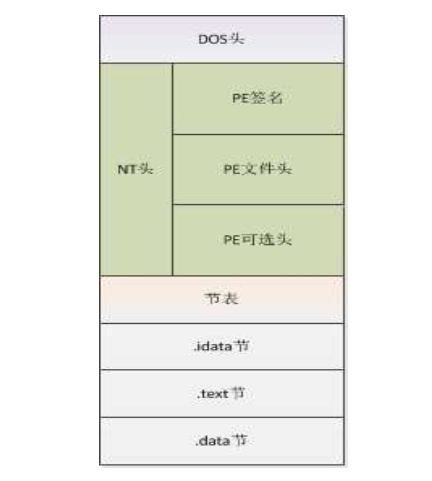 DOS头
PE签名
NT头
PE文件头
PE可选头
节表
.idata节
.text节
.data节